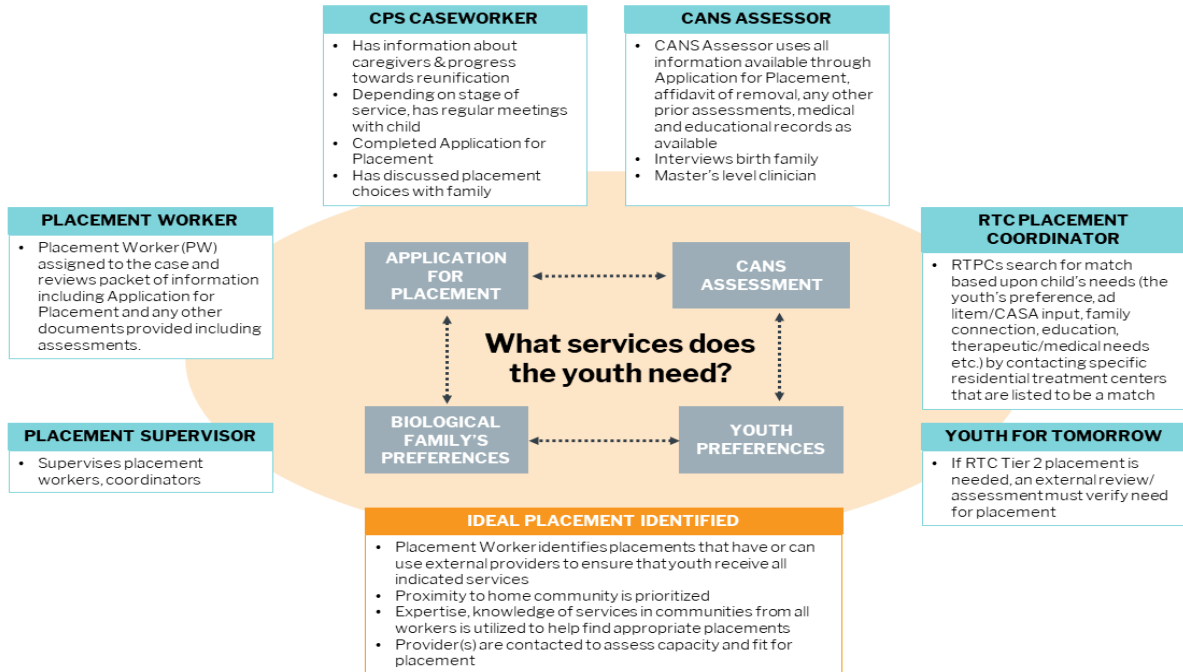 CPS CASEWORKER
• Has information about
caregivers & progress
towards reunification
• Depending on stage of
service, has regular meetings
with child
• Completed Application for
Placement
• Has discussed placement
choices with family
CANS ASSESSOR
• CANS Assessor uses all
information available through
Application for Placement,
affidavit of removal, any other
prior assessments, medical
and educational records as
available
• Interviews birth family
• Master's level clinician
PLACEMENT WORKER
• Placement Worker (PW)
assigned to the case and
reviews packet of information
including Application for
Placement and any other
documents provided including
assessments.
RTC PLACEMENT
COORDINATOR
• RTPCs search for match
based upon child's needs (the
youth's preference, ad
litem/CASA input, family
connection, education,
therapeutic/medical needs
etc.) by contacting specific
residential treatment centers
that are listed to be a match
APPLICATION
FOR
PLACEMENT
CANS
ASSESSMENT
What services does
the youth need?
BIOLOGICAL
FAMILY'S
PREFERENCES
YOUTH
PREFERENCES
PLACEMENT SUPERVISOR
• Supervises placement
workers, coordinators
YOUTH FOR TOMORROW
• If RTC Tier 2 placement is
needed, an external review/
assessment must verify need
for placement
IDEAL PLACEMENT IDENTIFIED
• Placement Worker identifies placements that have or can
use external providers to ensure that youth receive all
indicated services
• Proximity to home community is prioritized
• Expertise, knowledge of services in communities from all
workers is utilized to help find appropriate placements
• Provider(s) are contacted to assess capacity and fit for
placement